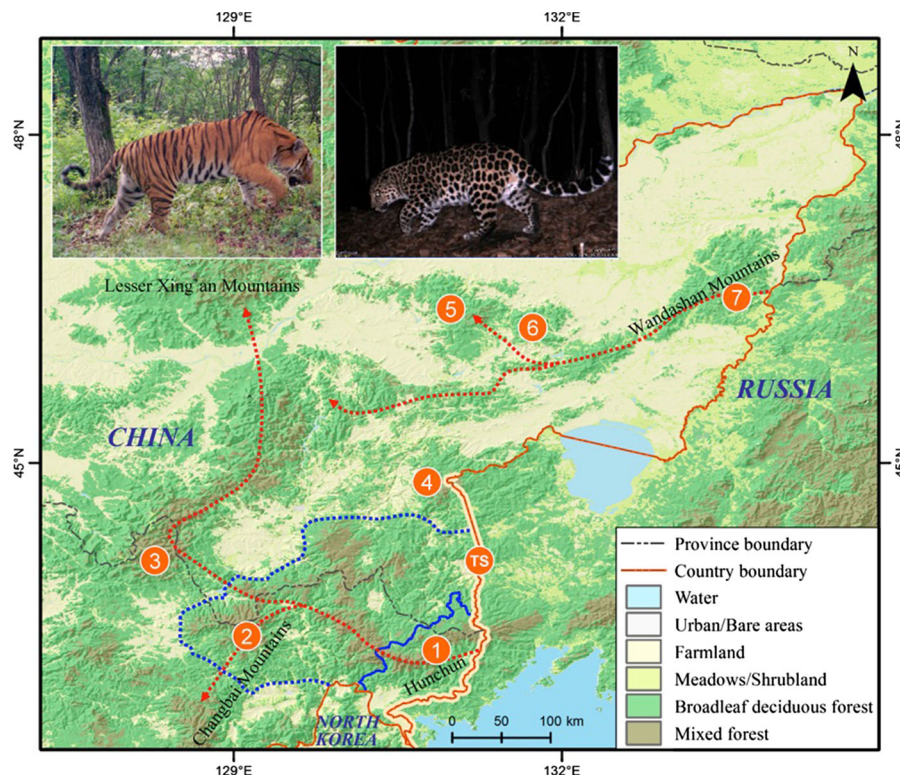 129°E
132°E
N
48°N
48°N
Lesser Xing'an Mountains
5
6
7
Wandashan Mountains
RUSSIA
CHINA
45°N
45°N
4
3
TS
2
1
Changbai Mountains
Hunchun
NORTH
KOREA
0 50 100 km
Province boundary
Country boundary
Water
Urban/Bare areas
Farmland
Meadows/Shrubland
Broadleaf deciduous forest
Mixed forest
129°E
132°E